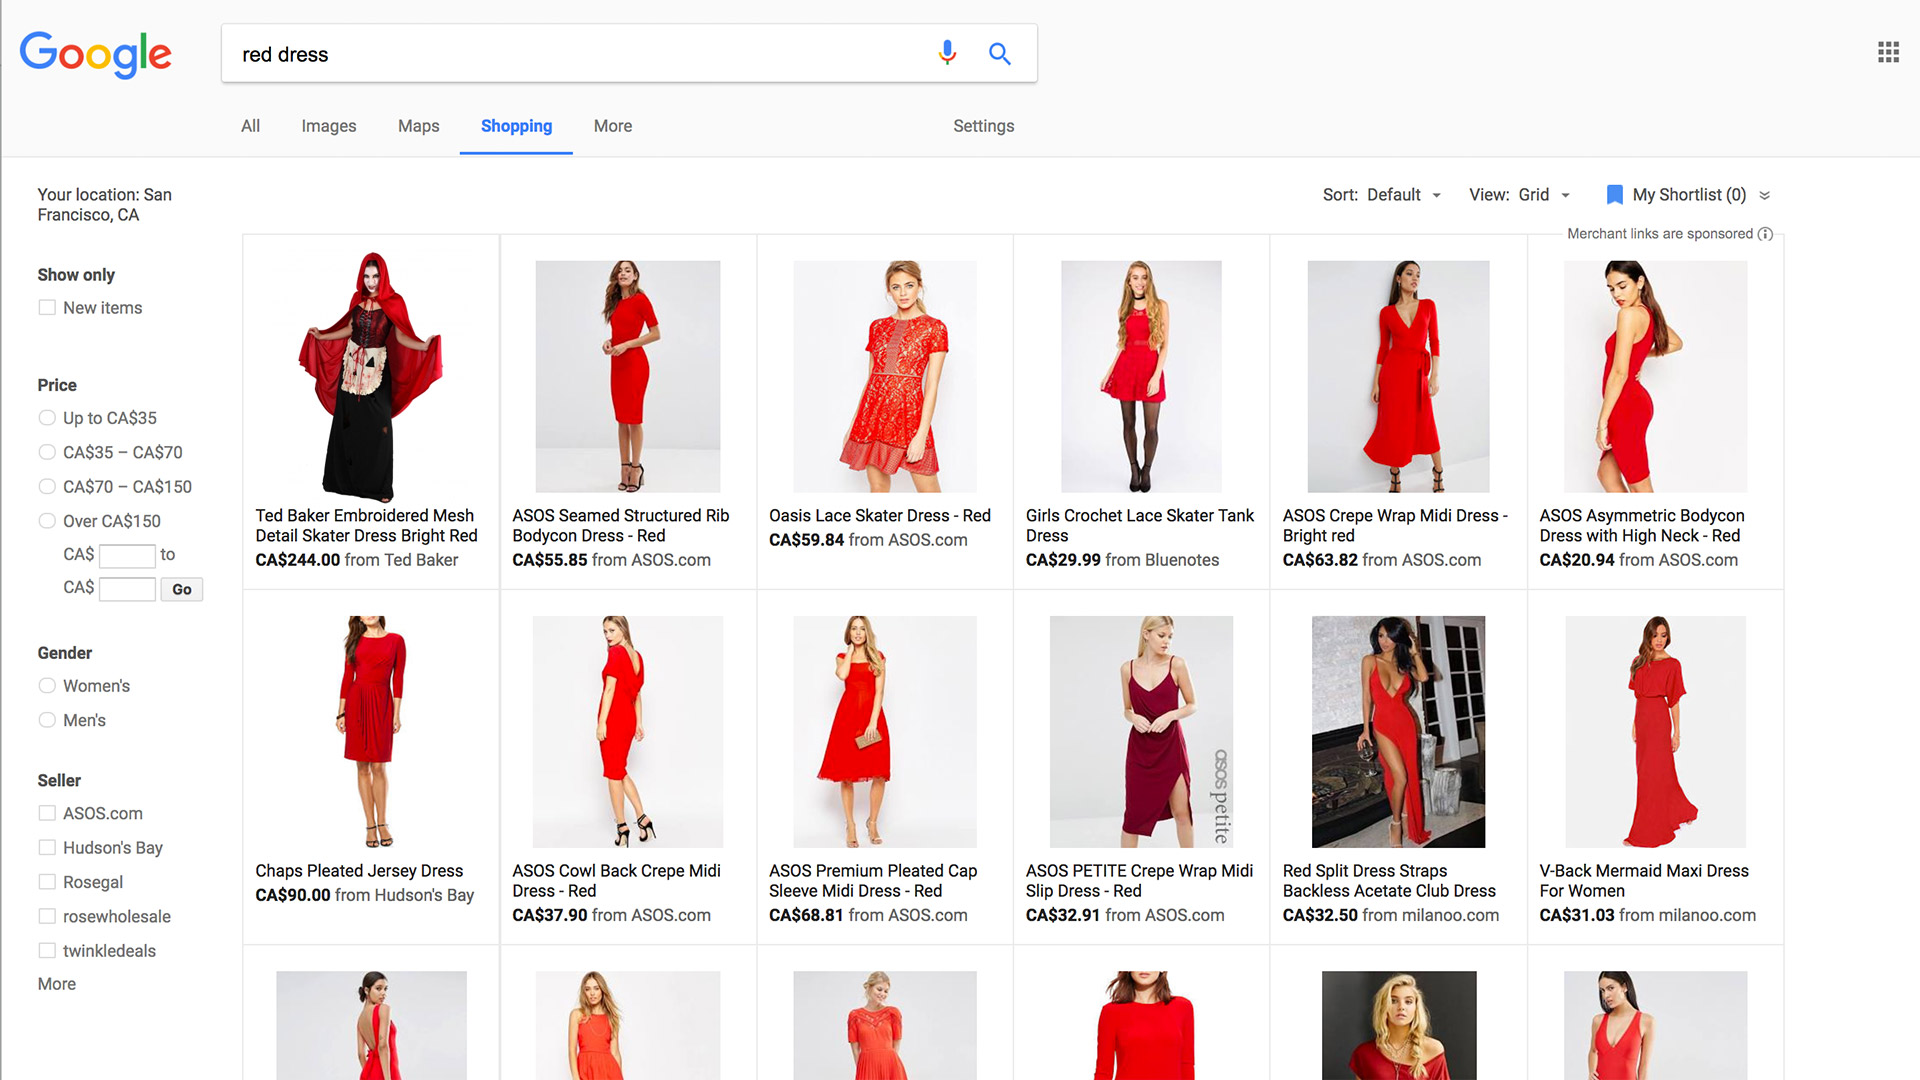 Google
red dress
All Images Maps Shopping More Settings
Your location: San
Francisco, CA
Sort: Default View: Grid My Shortlist (0)
Merchant links are sponsored
Show only
New items
Price
Up to CA$35
CA$35 – CA$70
CA$70 – CA$150
Over CA$150
CA$ to
CA$ Go
Gender
Women's
Men's
Seller
ASOS.com
Hudson's Bay
Rosegal
rosewholesale
twinkledeals
More
Ted Baker Embroidered Mesh
Detail Skater Dress Bright Red
CA$244.00 from Ted Baker
ASOS Seamed Structured Rib
Bodycon Dress - Red
CA$55.85 from ASOS.com
Oasis Lace Skater Dress - Red
CA$59.84 from ASOS.com
Girls Crochet Lace Skater Tank
Dress
CA$29.99 from Bluenotes
ASOS Crepe Wrap Midi Dress -
Bright red
CA$63.82 from ASOS.com
ASOS Asymmetric Bodycon
Dress with High Neck - Red
CA$20.94 from ASOS.com
Chaps Pleated Jersey Dress
CA$90.00 from Hudson's Bay
ASOS Cowl Back Crepe Midi
Dress - Red
CA$37.90 from ASOS.com
ASOS Premium Pleated Cap
Sleeve Midi Dress - Red
CA$68.81 from ASOS.com
asos petite
ASOS PETITE Crepe Wrap Midi
Slip Dress - Red
CA$32.91 from ASOS.com
Red Split Dress Straps
Backless Acetate Club Dress
CA$32.50 from milanoo.com
V-Back Mermaid Maxi Dress
For Women
CA$31.03 from milanoo.com